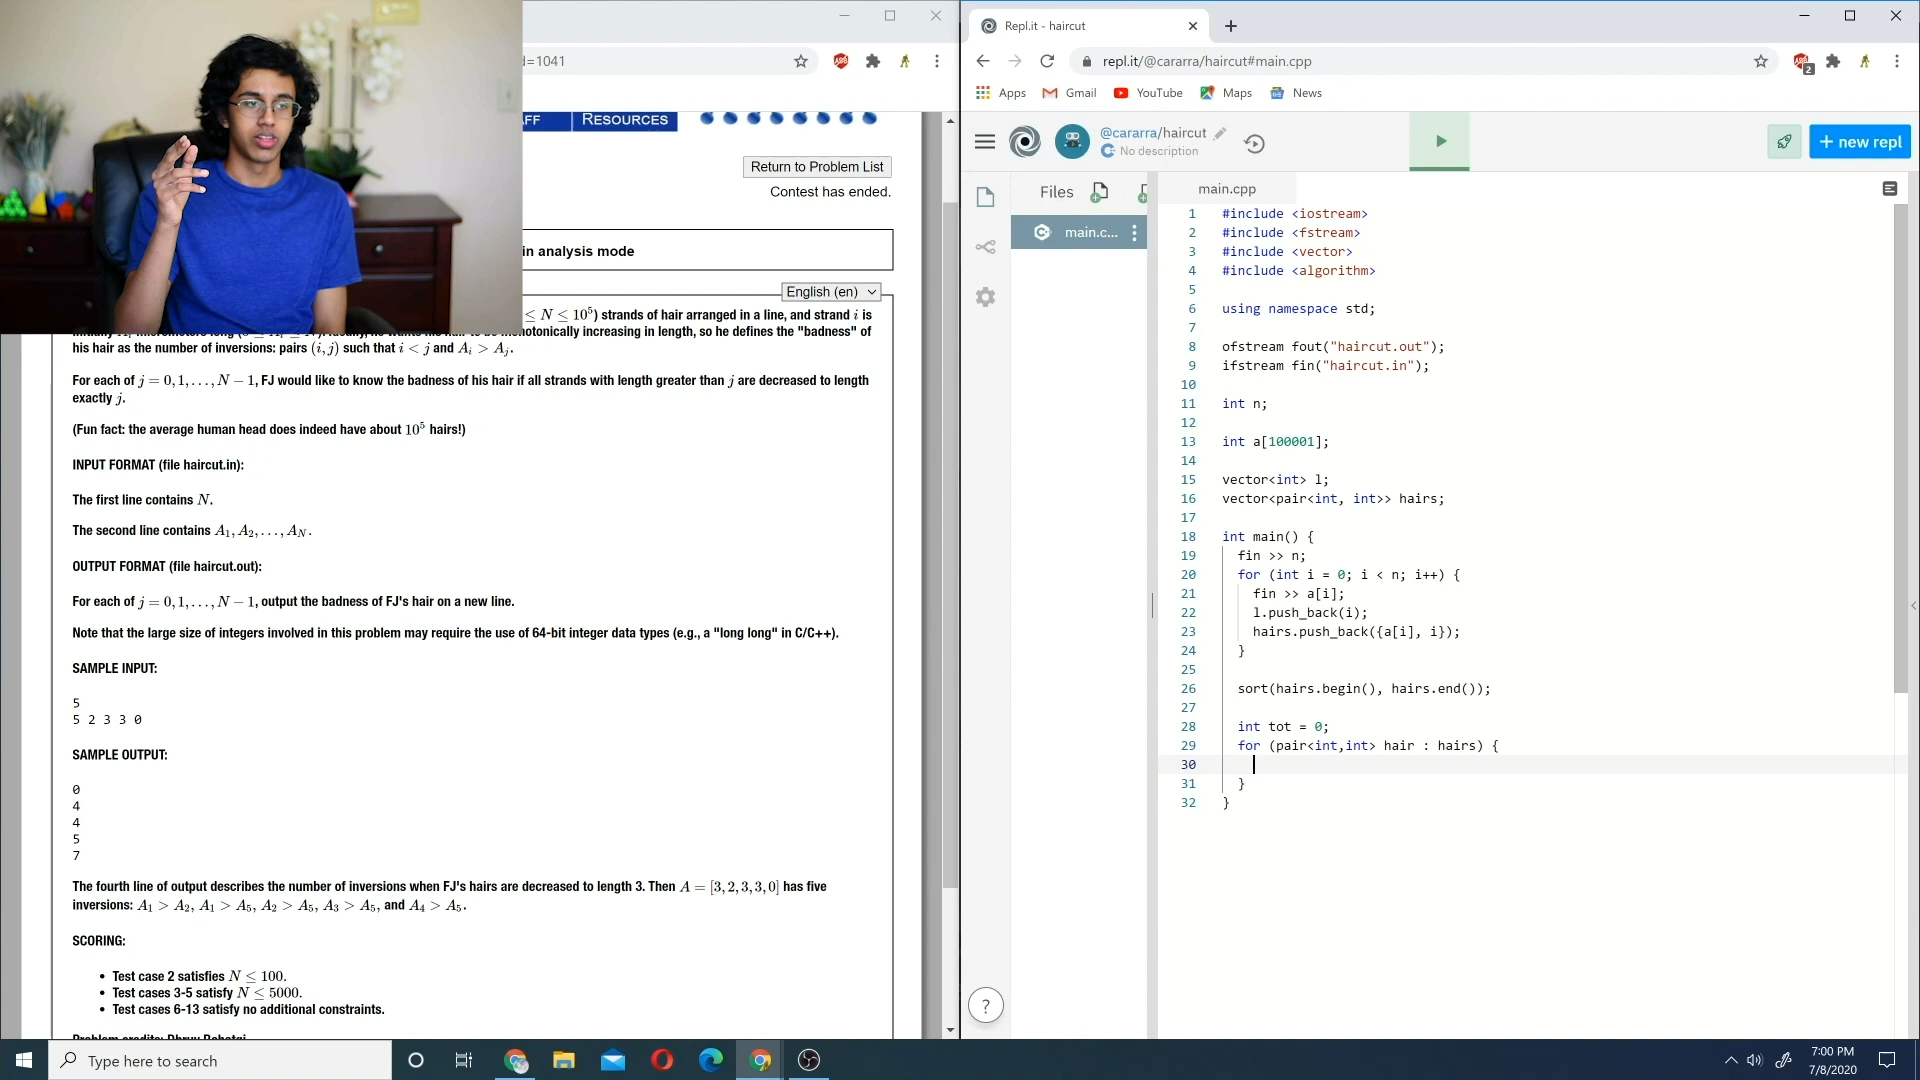 d=1041
FF
RESOURCES
Return to Problem List
Contest has ended.
in analysis mode
English (en)
≤ N ≤ 10⁵) strands of hair arranged in a line, and strand i is
monotonically increasing in length, so he defines the "badness" of
his hair as the number of inversions: pairs (i, j) such that i < j and Aᵢ > Aⱼ.
For each of j = 0, 1, . . . , N − 1, FJ would like to know the badness of his hair if all strands with length greater than j are decreased to length
exactly j.
(Fun fact: the average human head does indeed have about 10⁵ hairs!)
INPUT FORMAT (file haircut.in):
The first line contains N.
The second line contains A₁, A₂, . . . , A_N.
OUTPUT FORMAT (file haircut.out):
For each of j = 0, 1, . . . , N − 1, output the badness of FJ's hair on a new line.
Note that the large size of integers involved in this problem may require the use of 64-bit integer data types (e.g., a "long long" in C/C++).
SAMPLE INPUT:
5
5 2 3 3 0
SAMPLE OUTPUT:
0
4
4
5
7
The fourth line of output describes the number of inversions when FJ's hairs are decreased to length 3. Then A = [3, 2, 3, 3, 0] has five
inversions: A₁ > A₂, A₁ > A₅, A₂ > A₅, A₃ > A₅, and A₄ > A₅.
SCORING:
• Test case 2 satisfies N ≤ 100.
• Test cases 3-5 satisfy N ≤ 5000.
• Test cases 6-13 satisfy no additional constraints.
Repl.it - haircut
repl.it/@cararra/haircut#main.cpp
2
Apps Gmail YouTube Maps News
@cararra/haircut
No description
+ new repl
Files
main.c...
main.cpp
1 #include <iostream>
2 #include <fstream>
3 #include <vector>
4 #include <algorithm>
5
6 using namespace std;
7
8 ofstream fout("haircut.out");
9 ifstream fin("haircut.in");
10
11 int n;
12
13 int a[100001];
14
15 vector<int> l;
16 vector<pair<int, int>> hairs;
17
18 int main() {
19 fin >> n;
20 for (int i = 0; i < n; i++) {
21 fin >> a[i];
22 l.push_back(i);
23 hairs.push_back({a[i], i});
24 }
25
26 sort(hairs.begin(), hairs.end());
27
28 int tot = 0;
29 for (pair<int,int> hair : hairs) {
30
31 }
32 }
?
Type here to search
7:00 PM
7/8/2020